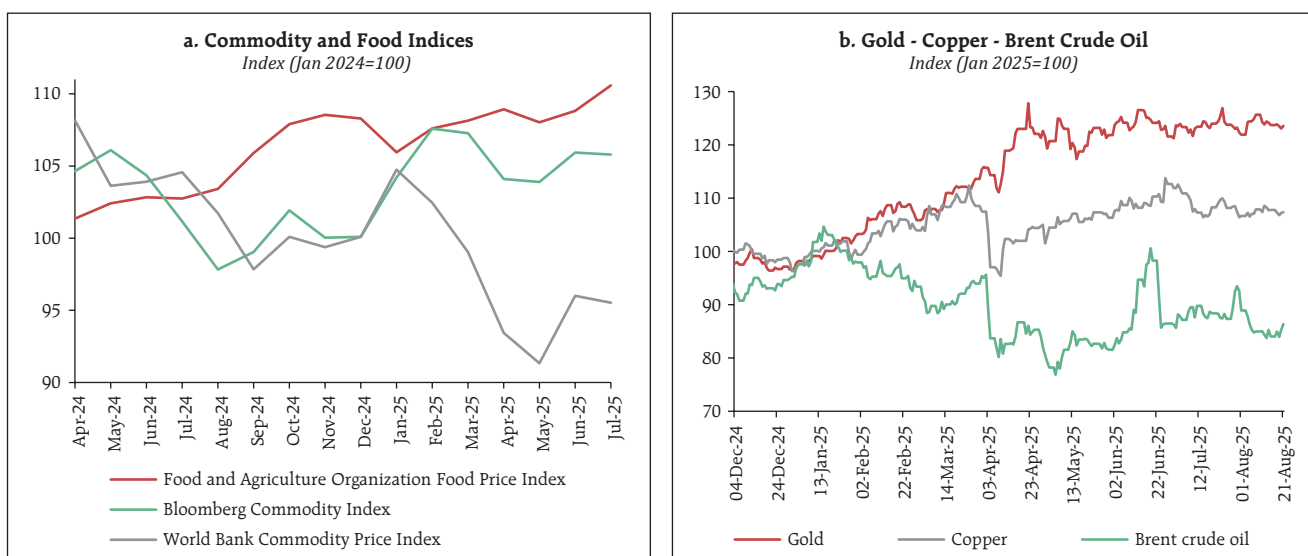 a. Commodity and Food Indices
Index (Jan 2024=100)
110
105
100
95
90
Apr-24
May-24
Jun-24
Jul-24
Aug-24
Sep-24
Oct-24
Nov-24
Dec-24
Jan-25
Feb-25
Mar-25
Apr-25
May-25
Jun-25
Jul-25
Food and Agriculture Organization Food Price Index
Bloomberg Commodity Index
World Bank Commodity Price Index
b. Gold - Copper - Brent Crude Oil
Index (Jan 2025=100)
130
120
110
100
90
80
70
04-Dec-24
24-Dec-24
13-Jan-25
02-Feb-25
22-Feb-25
14-Mar-25
03-Apr-25
23-Apr-25
13-May-25
02-Jun-25
22-Jun-25
12-Jul-25
01-Aug-25
21-Aug-25
Gold
Copper
Brent crude oil